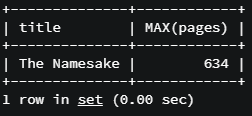 +--------------+------------+
| title        | MAX(pages) |
+--------------+------------+
| The Namesake |        634 |
+--------------+------------+
1 row in set (0.00 sec)